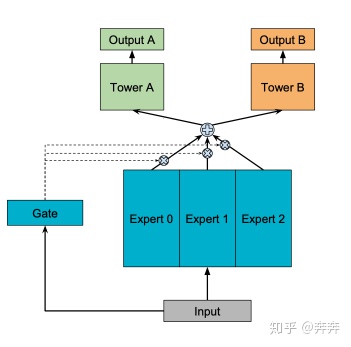 Output A
Output B
Tower A
Tower B
Expert 0
Expert 1
Expert 2
Gate
Input
知乎 @奔奔